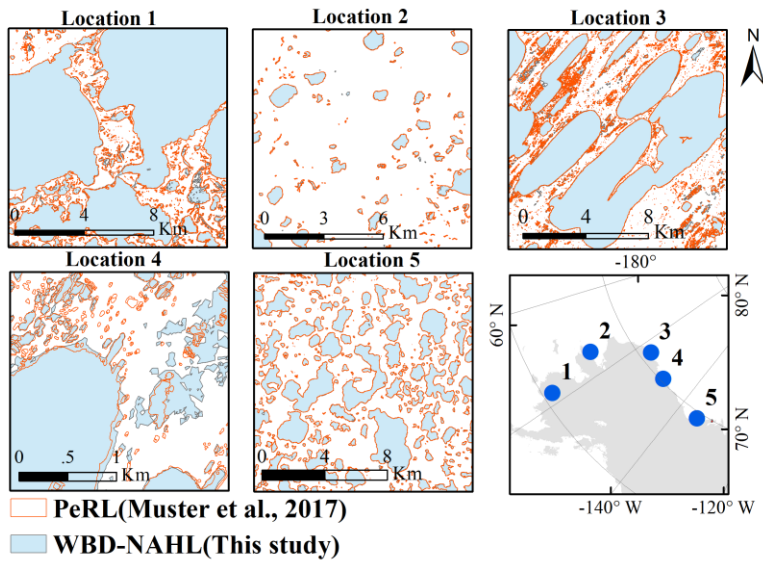 Location 1
Location 2
Location 3
N
0 4 8
Km
0 3 6
Km
0 4 8
Km
Location 4
Location 5
-180°
0 .5 1
Km
0 4 8
Km
60° N
80° N
70° N
1
2
3
4
5
-140° W
-120° W
PeRL(Muster et al., 2017)
WBD-NAHL(This study)